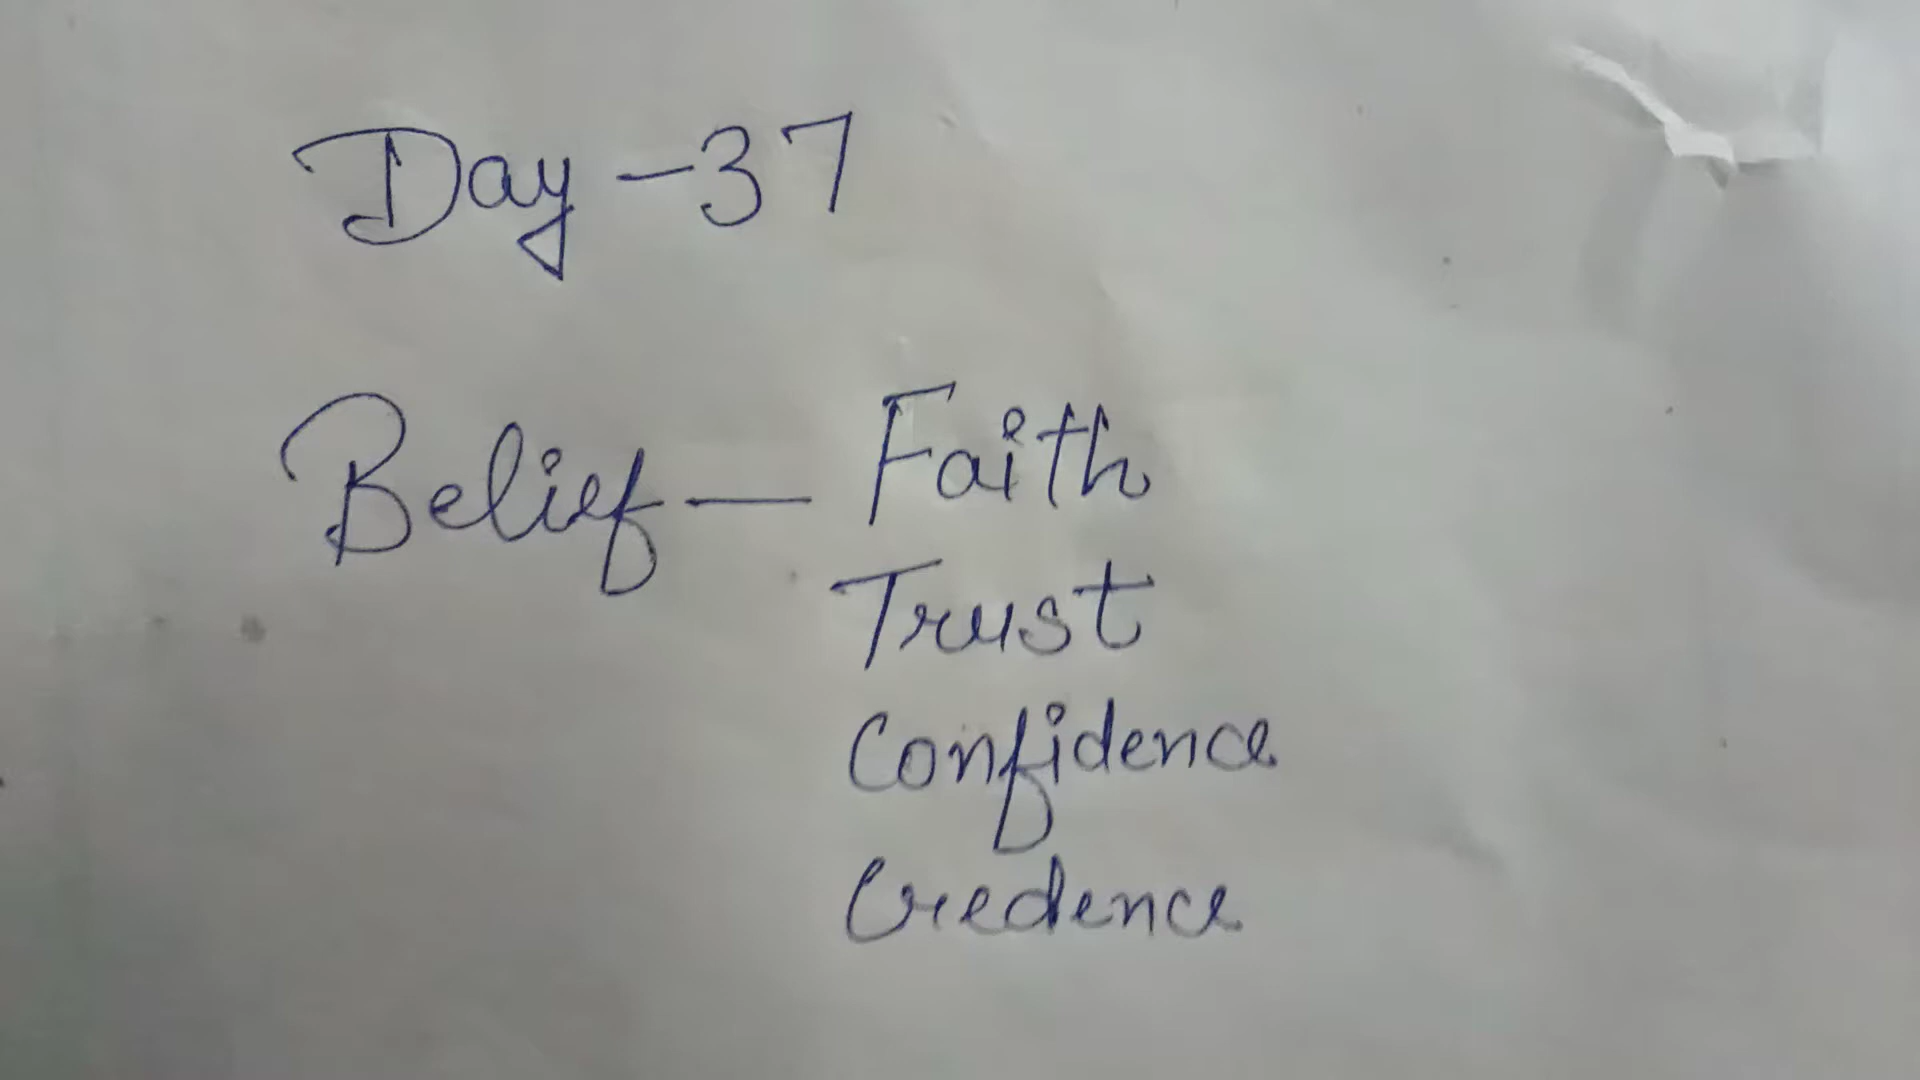 Day - 37
Belief — Faith
Trust
Confidence
Credence